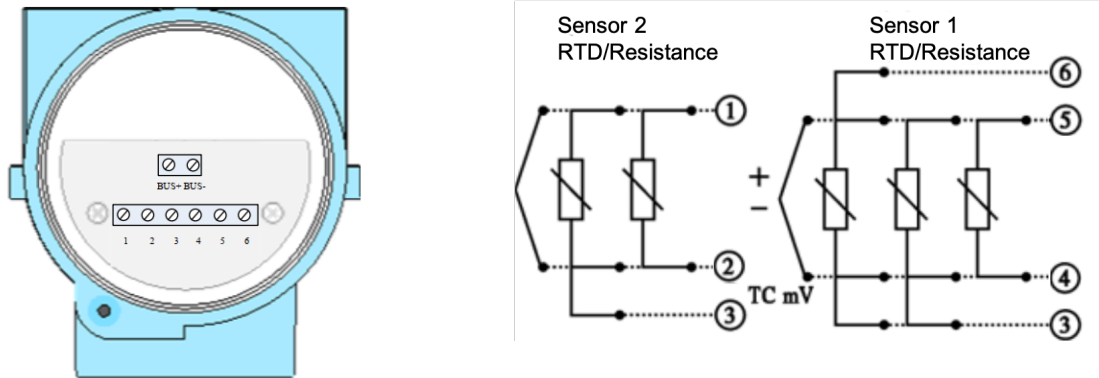 BUS+ BUS-
1 2 3 4 5 6
Sensor 2
RTD/Resistance
1
2
3
Sensor 1
RTD/Resistance
6
5
+
−
4
TC mV
3